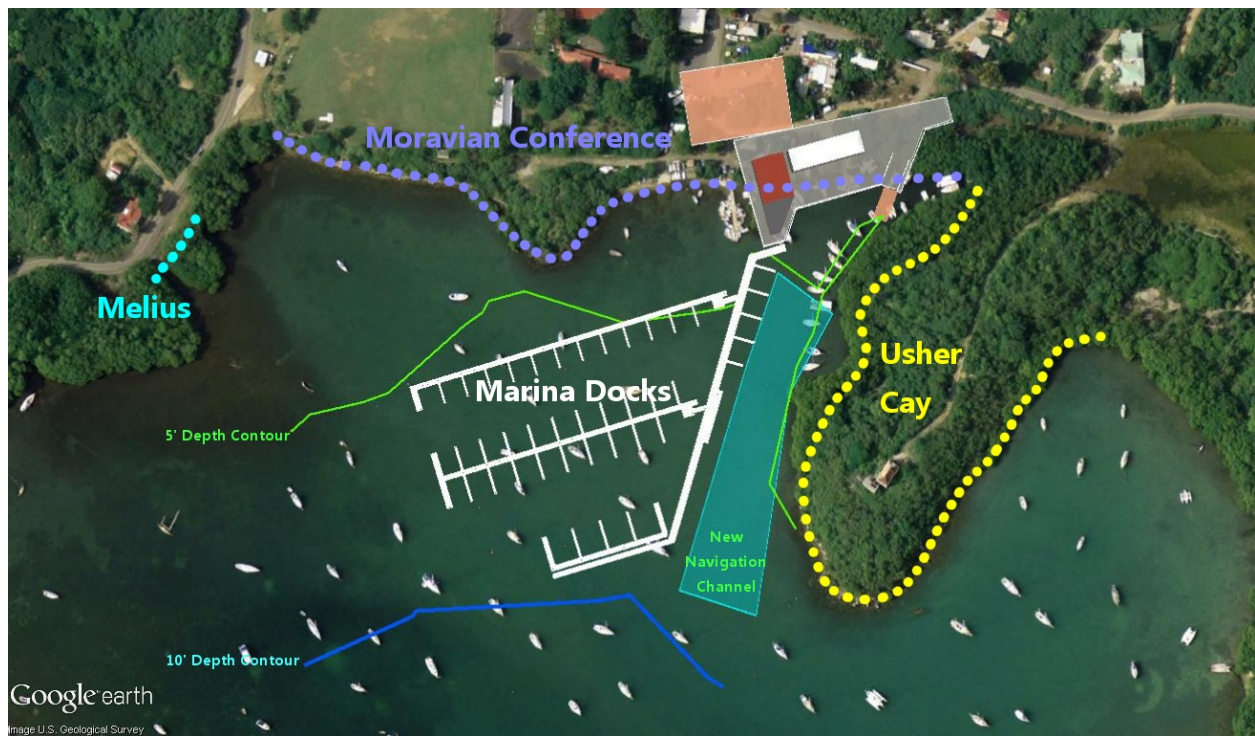 Moravian Conference
Melius
Usher
Cay
Marina Docks
5' Depth Contour
New
Navigation
Channel
10' Depth Contour
Google earth
Image U.S. Geological Survey